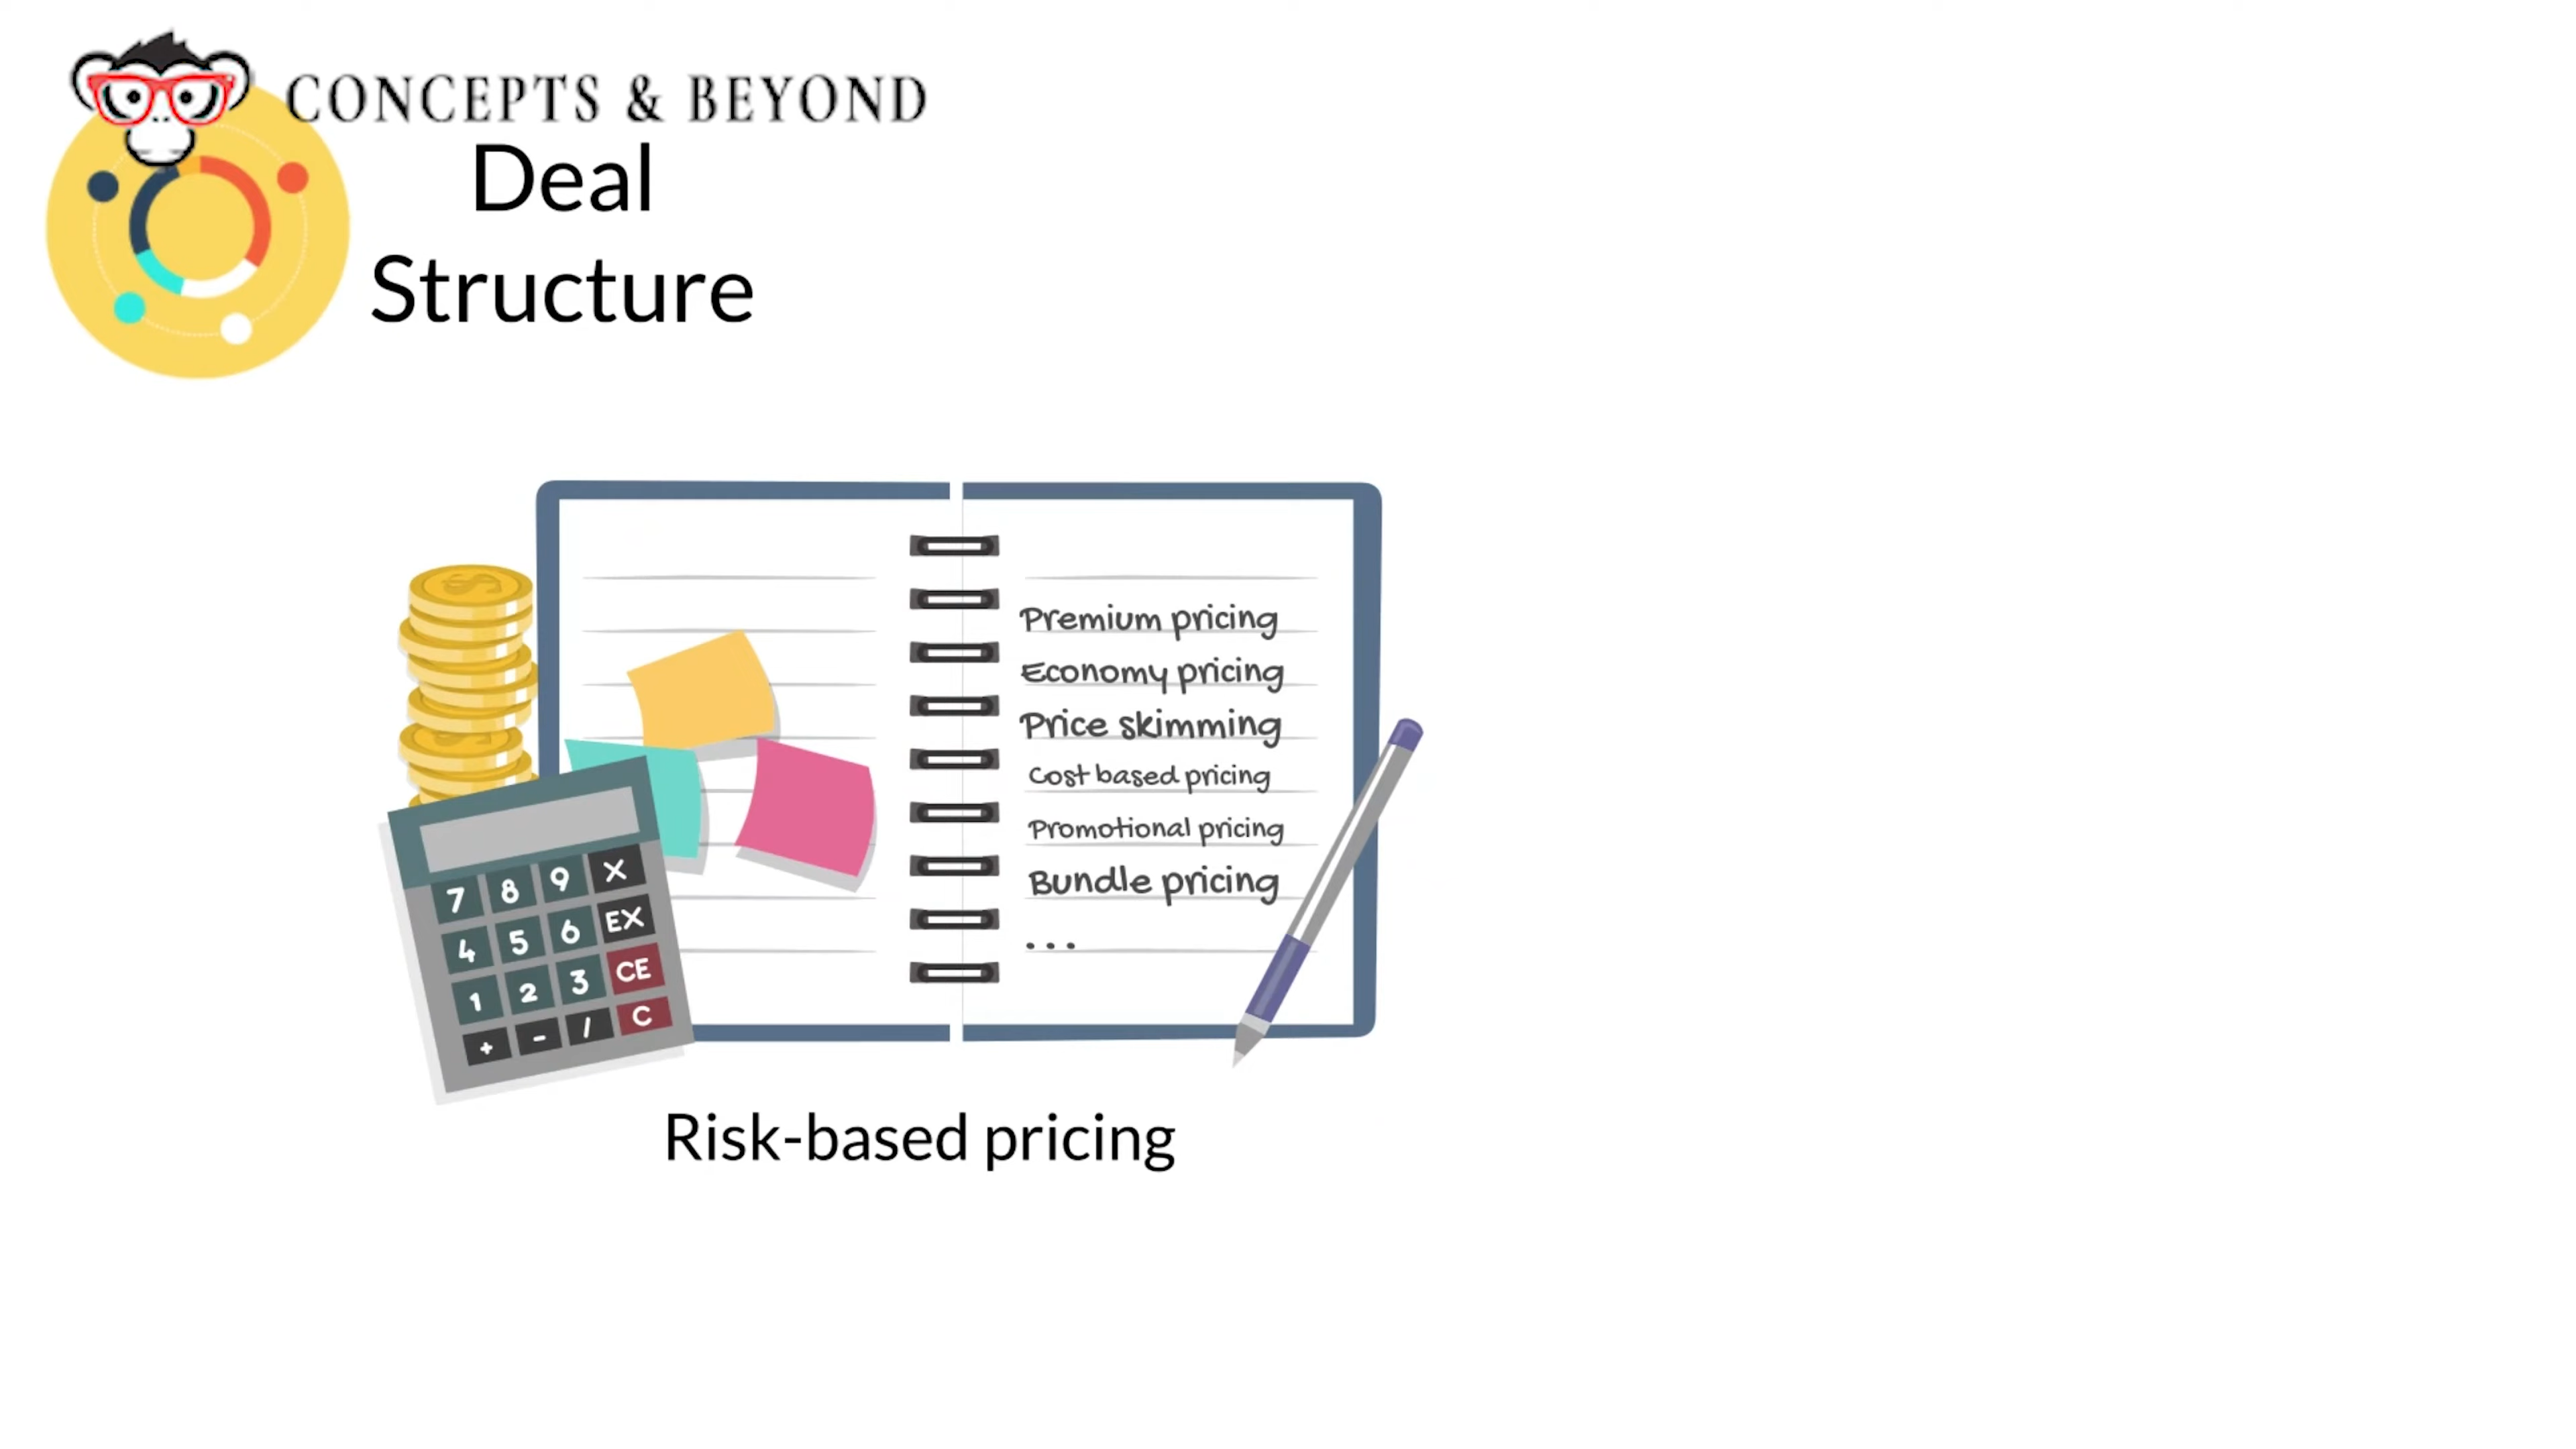 CONCEPTS & BEYOND
Deal
Structure
Premium pricing
Economy pricing
Price skimming
Cost based pricing
Promotional pricing
Bundle pricing
...
7 8 9 X
4 5 6 EX
1 2 3 CE
+ - / C
Risk-based pricing